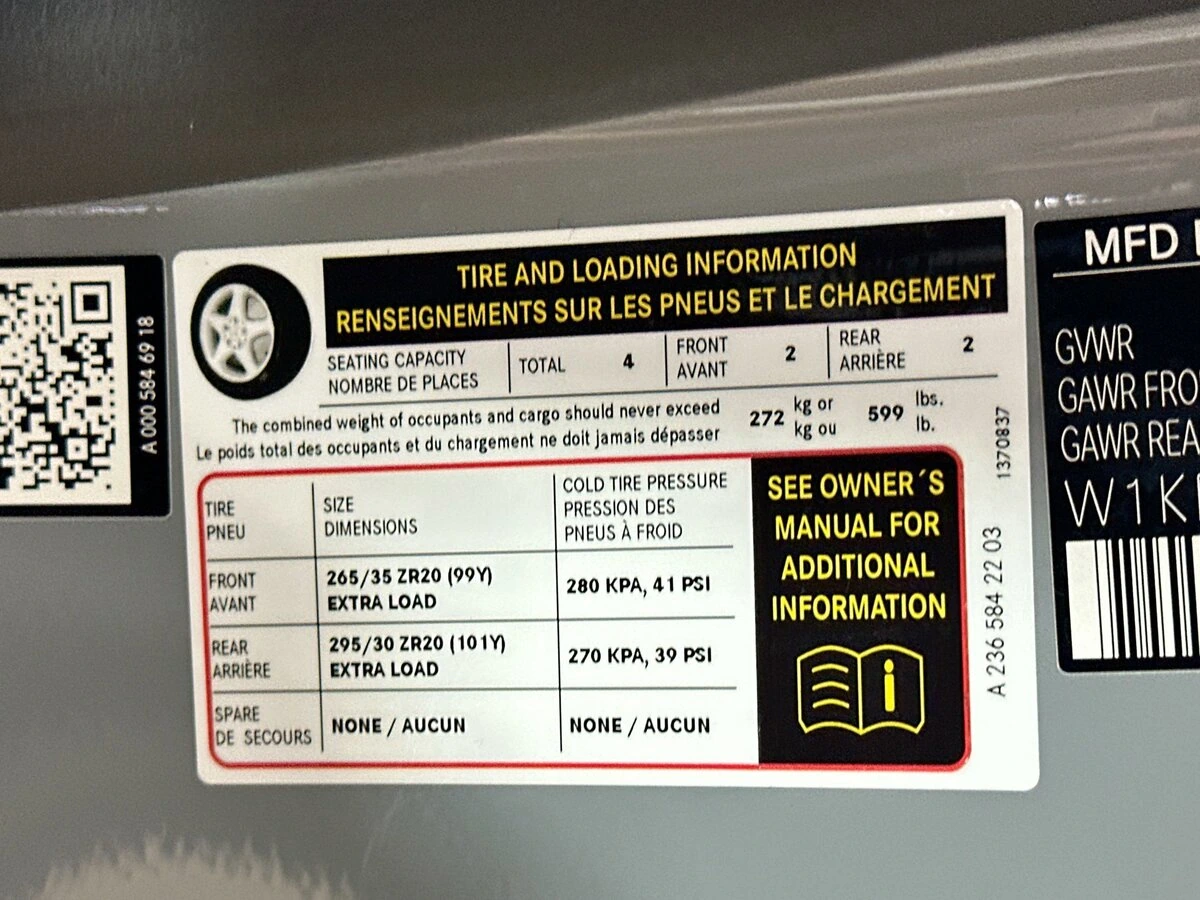 A 000 584 69 18
TIRE AND LOADING INFORMATION
RENSEIGNEMENTS SUR LES PNEUS ET LE CHARGEMENT
SEATING CAPACITY
NOMBRE DE PLACES
TOTAL 4
FRONT
AVANT
2
REAR
ARRIÈRE
2
The combined weight of occupants and cargo should never exceed
Le poids total des occupants et du chargement ne doit jamais dépasser
272 kg or
kg ou
599 lbs.
lb.
TIRE
PNEU
SIZE
DIMENSIONS
COLD TIRE PRESSURE
PRESSION DES
PNEUS À FROID
FRONT
AVANT
265/35 ZR20 (99Y)
EXTRA LOAD
280 KPA, 41 PSI
REAR
ARRIÈRE
295/30 ZR20 (101Y)
EXTRA LOAD
270 KPA, 39 PSI
SPARE
DE SECOURS
NONE / AUCUN
NONE / AUCUN
SEE OWNER´S
MANUAL FOR
ADDITIONAL
INFORMATION
i
1370837
A 236 584 22 03
MFD
GVWR
GAWR FRO
GAWR REA
W1K